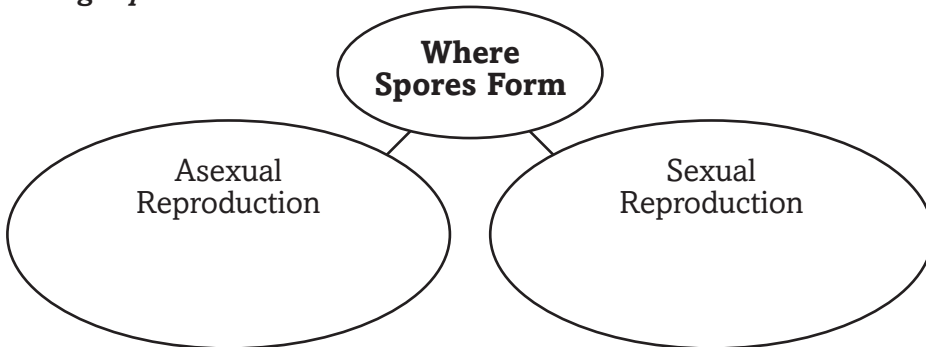 Where
Spores Form
Asexual
Reproduction
Sexual
Reproduction